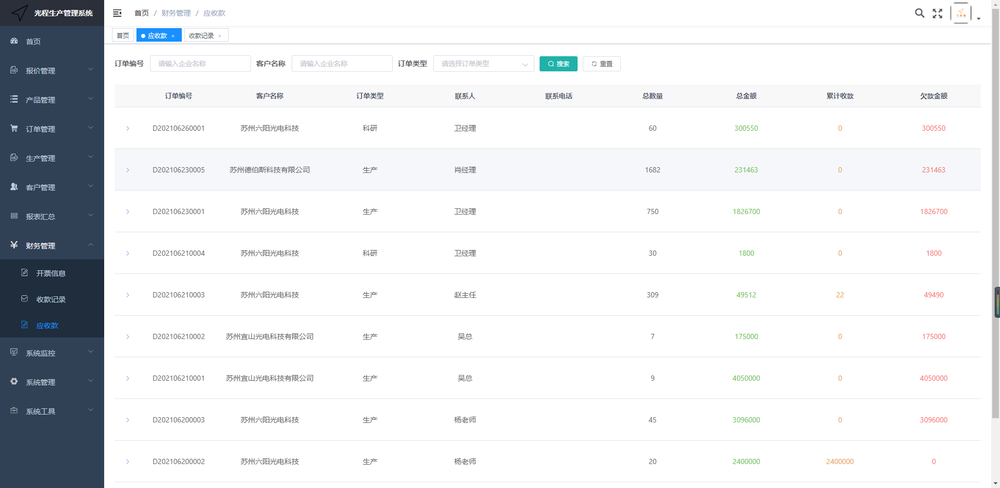 光程生产管理系统
首页 / 财务管理 / 应收款
首页 应收款 × 收款记录 ×
首页
报价管理
产品管理
订单管理
生产管理
客户管理
报表汇总
财务管理
开票信息
收款记录
应收款
系统监控
系统管理
系统工具
订单编号 请输入企业名称 客户名称 请输入企业名称 订单类型 请选择订单类型 搜索 重置
订单编号 客户名称 订单类型 联系人 联系电话 总数量 总金额 累计收款 欠款金额
D202106260001 苏州六阳光电科技 科研 卫经理 60 300550 0 300550
D202106230005 苏州德伯斯科技有限公司 生产 肖经理 1682 231463 0 231463
D202106230001 苏州六阳光电科技 生产 卫经理 750 1826700 0 1826700
D202106210004 苏州六阳光电科技 科研 卫经理 30 1800 0 1800
D202106210003 苏州六阳光电科技 生产 赵主任 309 49512 22 49490
D202106210002 苏州宜山光电科技有限公司 生产 吴总 7 175000 0 175000
D202106210001 苏州宜山光电科技有限公司 生产 吴总 9 4050000 0 4050000
D202106200003 苏州六阳光电科技 生产 杨老师 45 3096000 0 3096000
D202106200002 苏州六阳光电科技 生产 杨老师 20 2400000 2400000 0